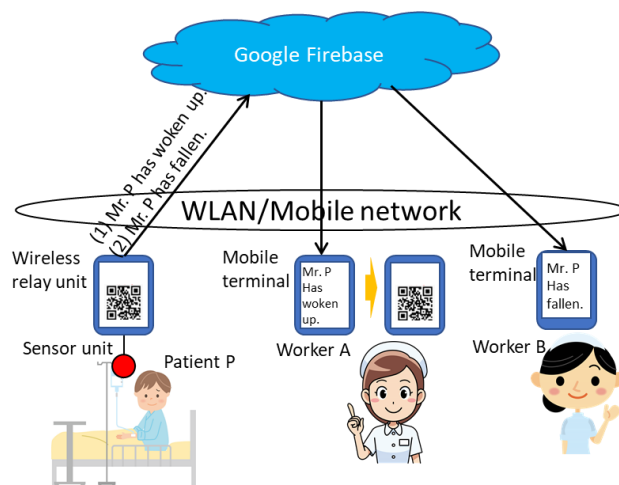 Google Firebase
(1) Mr. P has woken up.
(2) Mr. P has fallen.
WLAN/Mobile network
Wireless
relay unit
Mobile
terminal
Mr. P
Has
woken
up.
Mobile
terminal
Mr. P
Has
fallen.
Sensor unit
Patient P
Worker A
Worker B